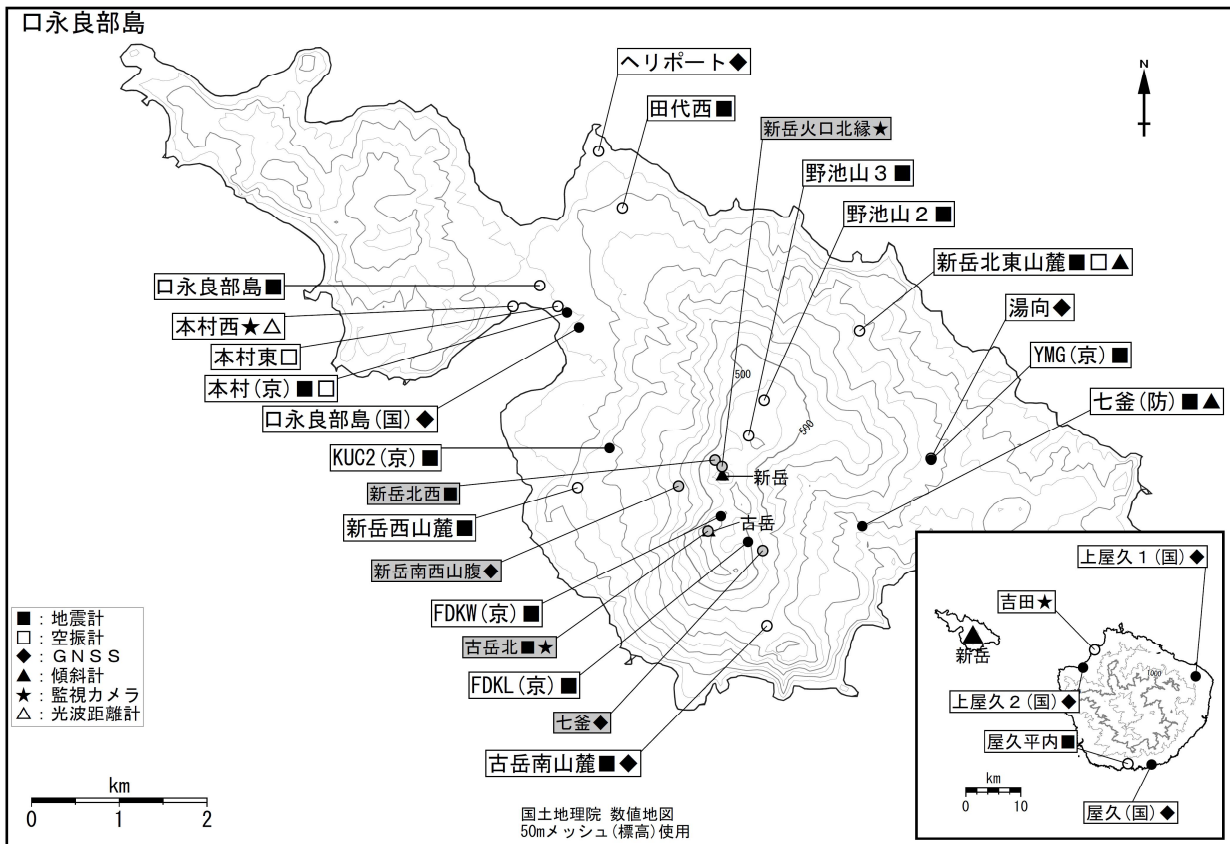 口永良部島
N
ヘリポート◆
田代西■
新岳火口北縁★
野池山3■
野池山2■
新岳北東山麓■□▲
湯向◆
YMG(京)■
七釜(防)■▲
口永良部島■
本村西★△
本村東□
本村(京)■□
口永良部島(国)◆
KUC2(京)■
新岳北西■
新岳西山麓■
新岳南西山腹◆
FDKW(京)■
古岳北■★
FDKL(京)■
七釜◆
古岳南山麓■◆
500
500
新岳
古岳
■:地震計
□:空振計
◆:GNSS
▲:傾斜計
★:監視カメラ
△:光波距離計
km
0 1 2
国土地理院 数値地図
50mメッシュ(標高)使用
上屋久1(国)◆
吉田★
新岳
1000
上屋久2(国)◆
屋久平内■
km
0 10
屋久(国)◆